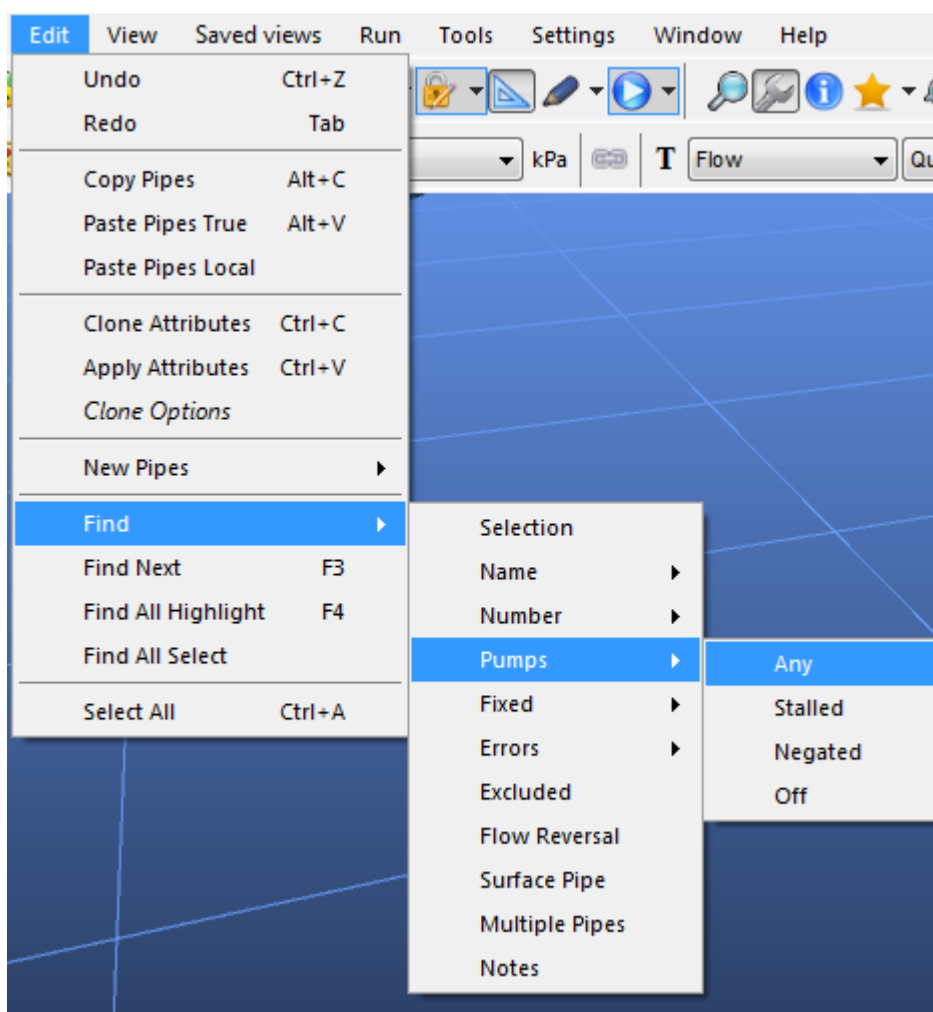 Edit View Saved views Run Tools Settings Window Help
Undo Ctrl+Z
Redo Tab
kPa T Flow
Copy Pipes Alt+C
Paste Pipes True Alt+V
Paste Pipes Local
Clone Attributes Ctrl+C
Apply Attributes Ctrl+V
Clone Options
New Pipes
Find
Find Next F3
Find All Highlight F4
Find All Select
Select All Ctrl+A
Selection
Name
Number
Pumps
Fixed
Errors
Excluded
Flow Reversal
Surface Pipe
Multiple Pipes
Notes
Any
Stalled
Negated
Off